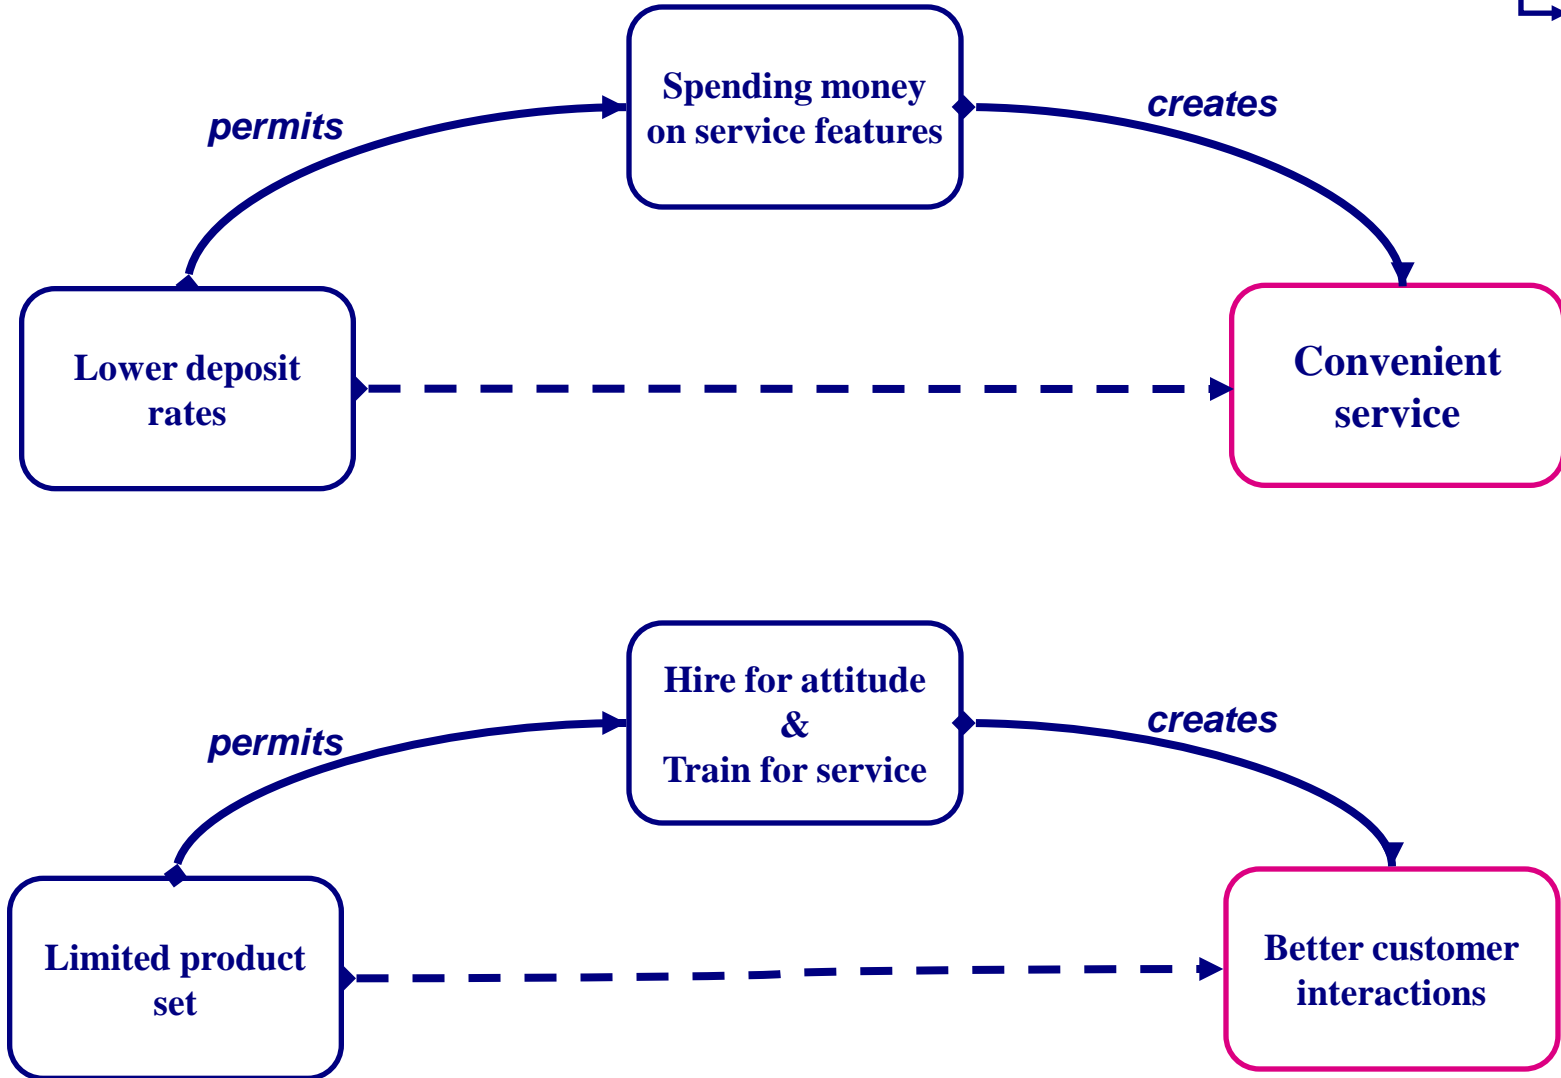 Spending money
on service features
permits
creates
Lower deposit
rates
Convenient
service
Hire for attitude
&
Train for service
permits
creates
Limited product
set
Better customer
interactions